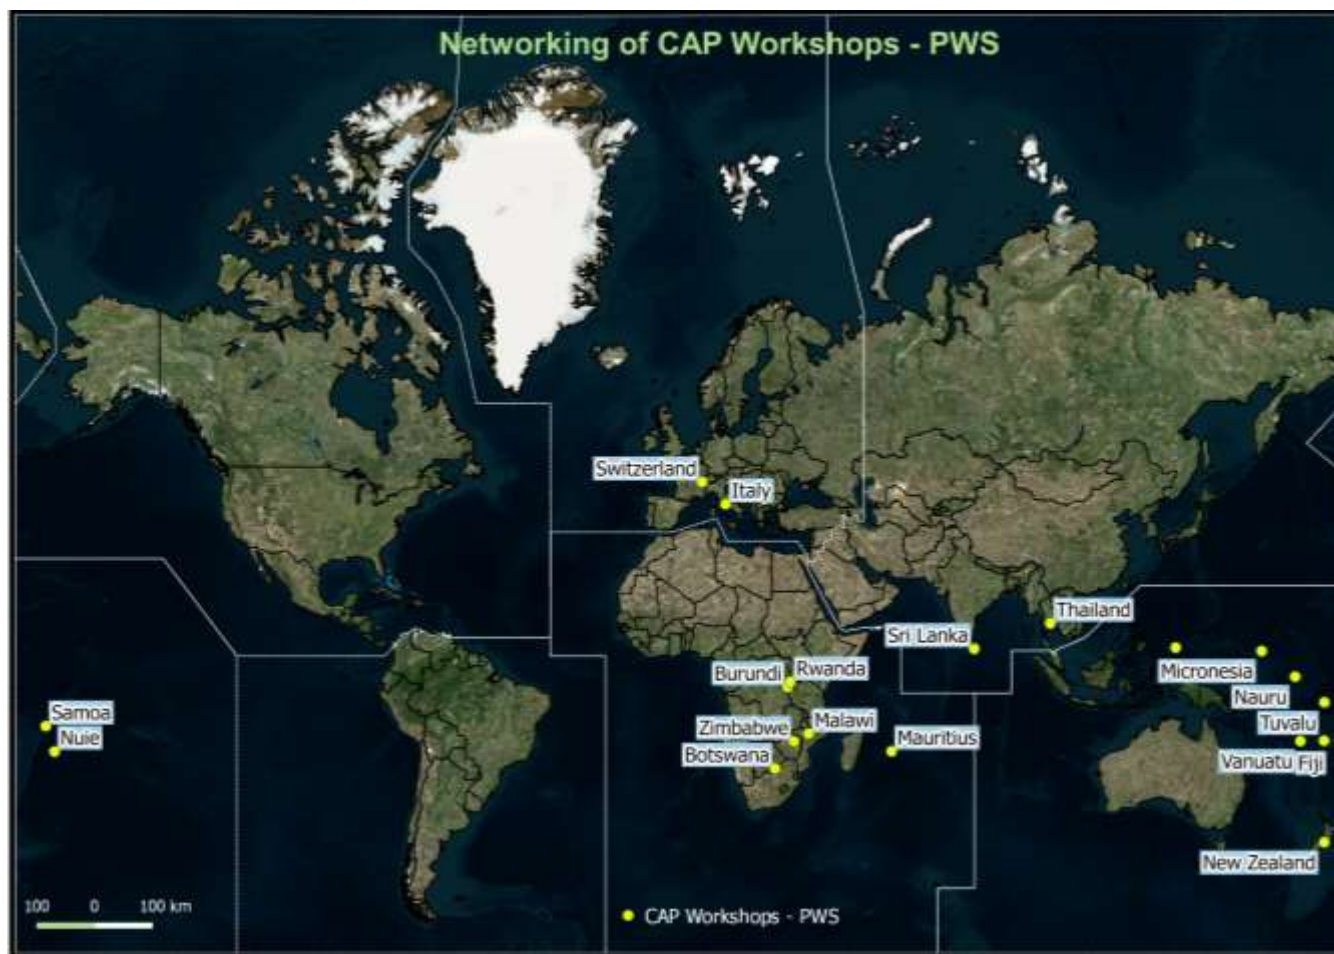 Networking of CAP Workshops - PWS
Switzerland
Italy
Thailand
Sri Lanka
Burundi
Rwanda
Micronesia
Nauru
Samoa
Malawi
Tuvalu
Zimbabwe
Nuie
Mauritius
Botswana
Vanuatu
Fiji
New Zealand
100 0 100 km
CAP Workshops - PWS